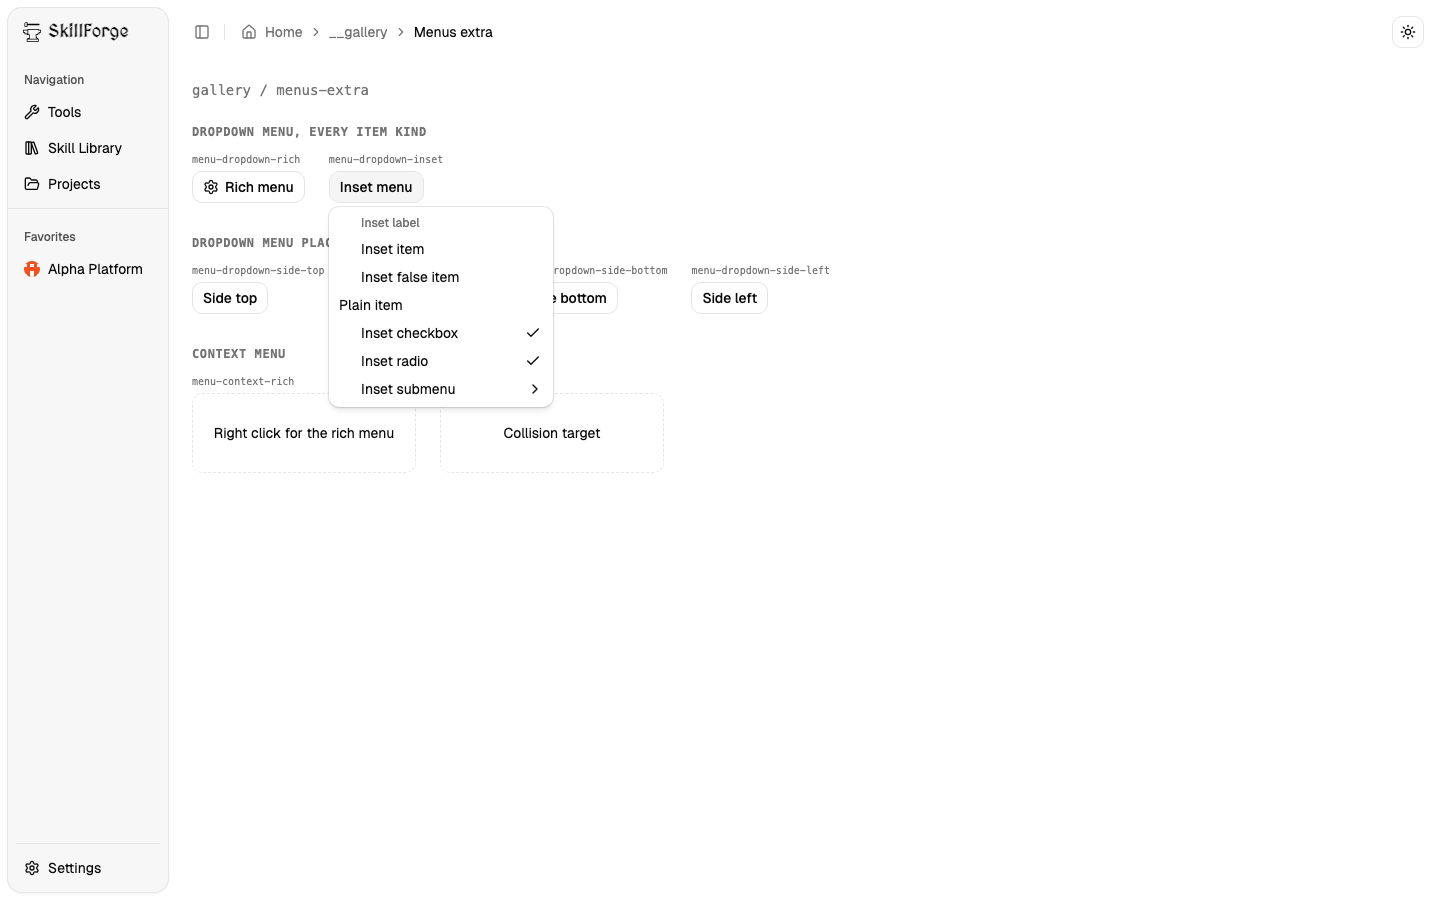 SkillForge
Navigation
Tools
Skill Library
Projects
Favorites
Alpha Platform
Settings
Home > __gallery > Menus extra
gallery / menus-extra
DROPDOWN MENU, EVERY ITEM KIND
menu-dropdown-rich menu-dropdown-inset
Rich menu Inset menu
Inset label
Inset item
Inset false item
Plain item
Inset checkbox
Inset radio
Inset submenu
DROPDOWN MENU
menu-dropdown-side-top ropdown-side-bottom menu-dropdown-side-left
Side top bottom Side left
CONTEXT MENU
menu-context-rich
Right click for the rich menu Collision target